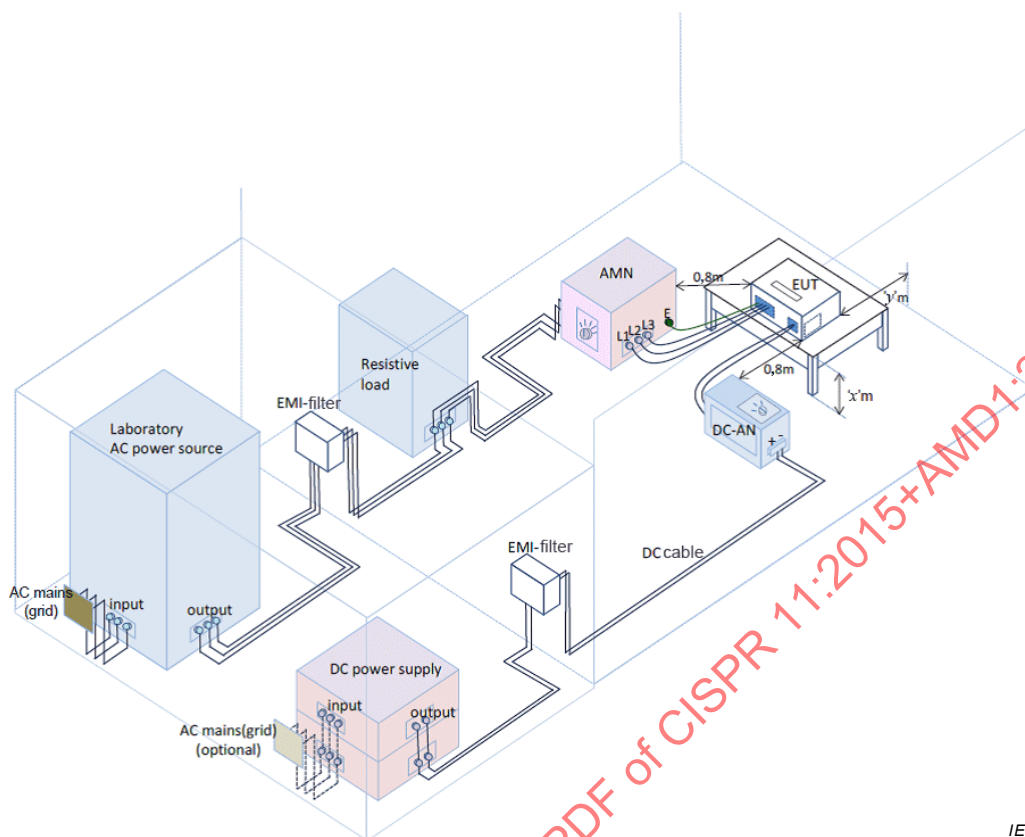 AMN
0,8m
EUT
'y'm
E
L1 L2 L3
Resistive
load
0,8m
'x'm
EMI-filter
Laboratory
AC power source
DC-AN
+ -
EMI-filter
DC cable
AC mains
(grid)
input
output
DC power supply
input
output
AC mains(grid)
(optional)
PDF of CISPR 11:2015+AMD1:2
IE